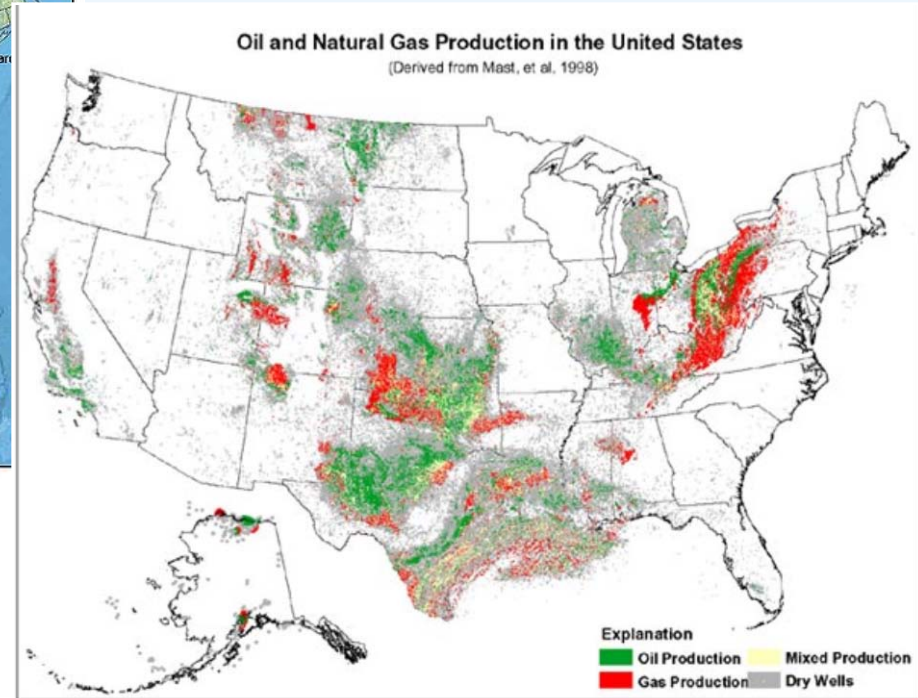 Oil and Natural Gas Production in the United States
(Derived from Mast, et al, 1998)
Explanation
Oil Production
Mixed Production
Gas Production
Dry Wells